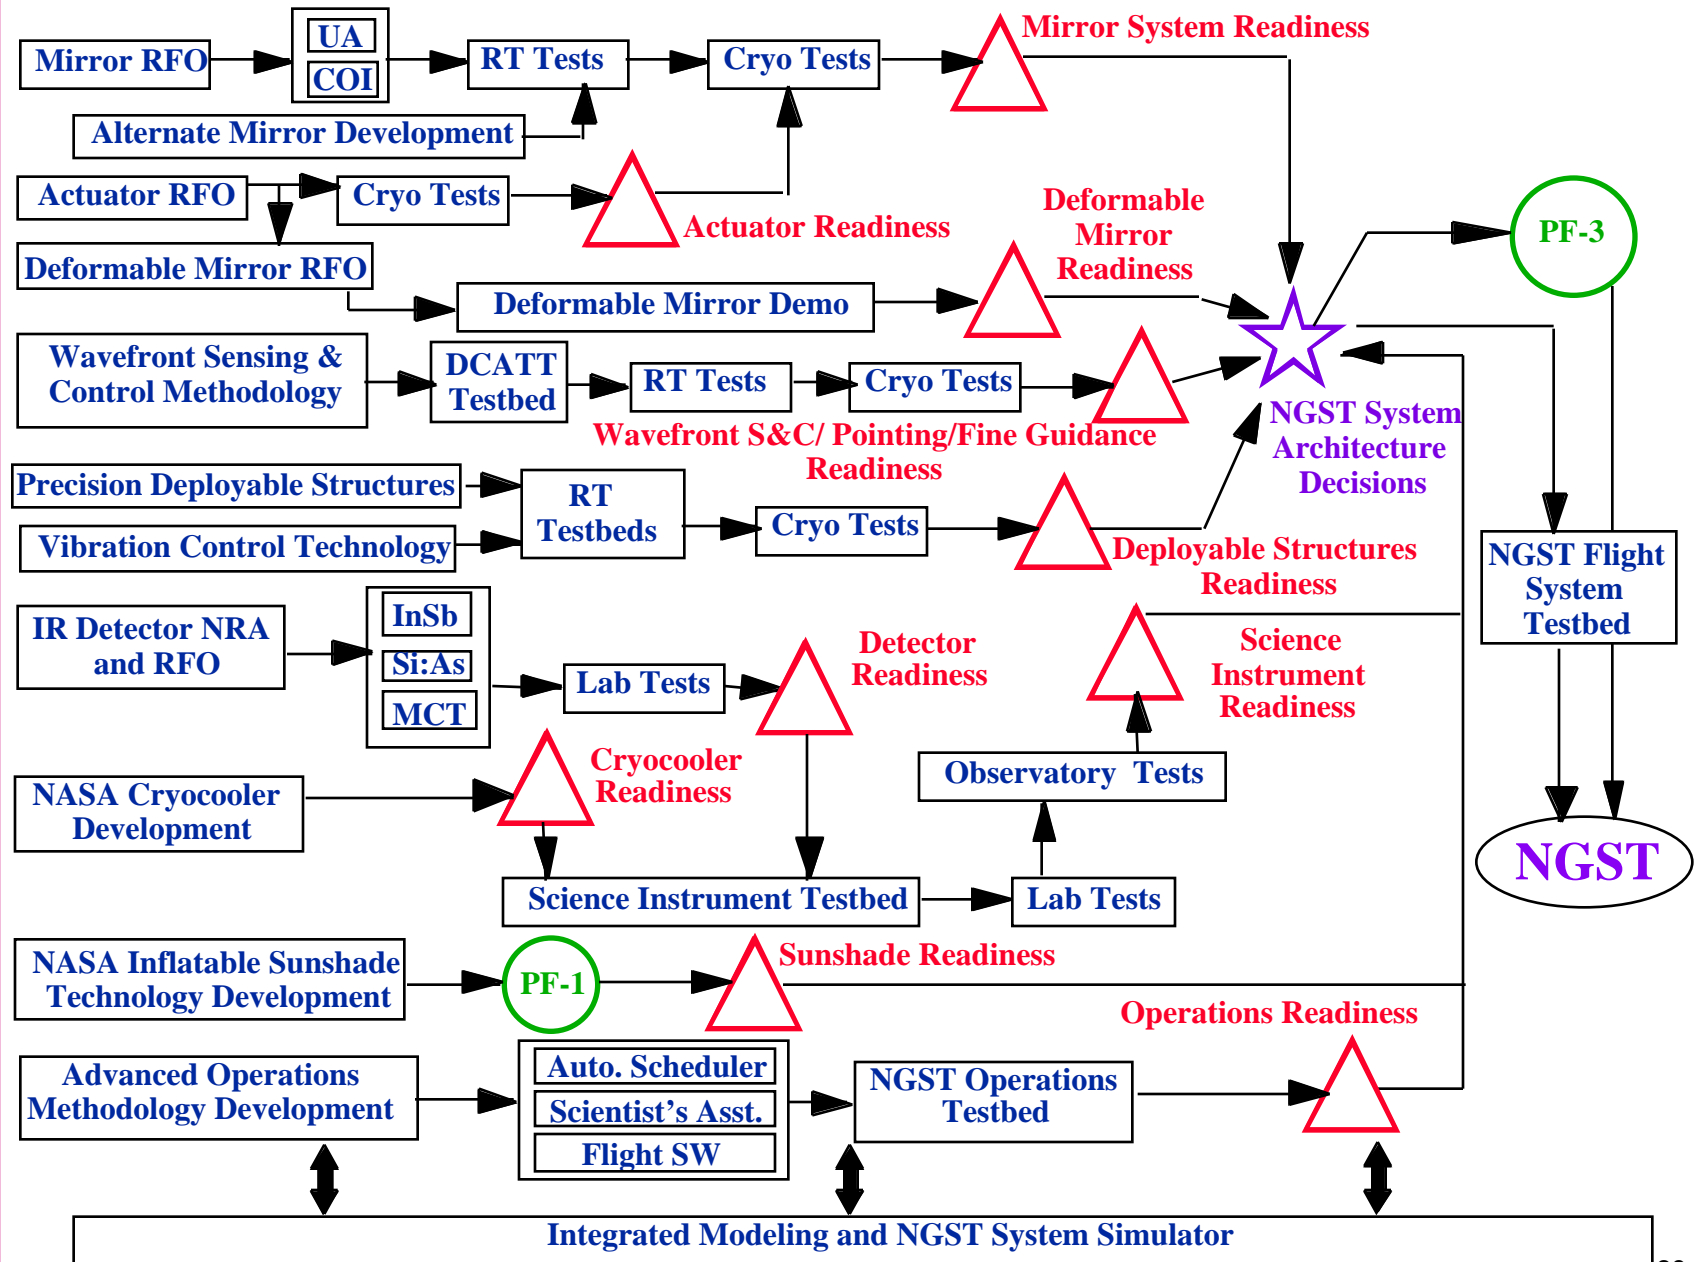 Mirror RFO
UA
COI
RT Tests
Cryo Tests
Mirror System Readiness
Alternate Mirror Development
Actuator RFO
Cryo Tests
Actuator Readiness
Deformable
Mirror
Readiness
PF-3
Deformable Mirror RFO
Deformable Mirror Demo
Wavefront Sensing &
Control Methodology
DCATT
Testbed
RT Tests
Cryo Tests
Wavefront S&C/ Pointing/Fine Guidance
Readiness
NGST System
Architecture
Decisions
Precision Deployable Structures
Vibration Control Technology
RT
Testbeds
Cryo Tests
Deployable Structures
Readiness
NGST Flight
System
Testbed
IR Detector NRA
and RFO
InSb
Si:As
MCT
Lab Tests
Detector
Readiness
Science
Instrument
Readiness
NASA Cryocooler
Development
Cryocooler
Readiness
Observatory Tests
NGST
Science Instrument Testbed
Lab Tests
NASA Inflatable Sunshade
Technology Development
PF-1
Sunshade Readiness
Operations Readiness
Advanced Operations
Methodology Development
Auto. Scheduler
Scientist's Asst.
Flight SW
NGST Operations
Testbed
Integrated Modeling and NGST System Simulator